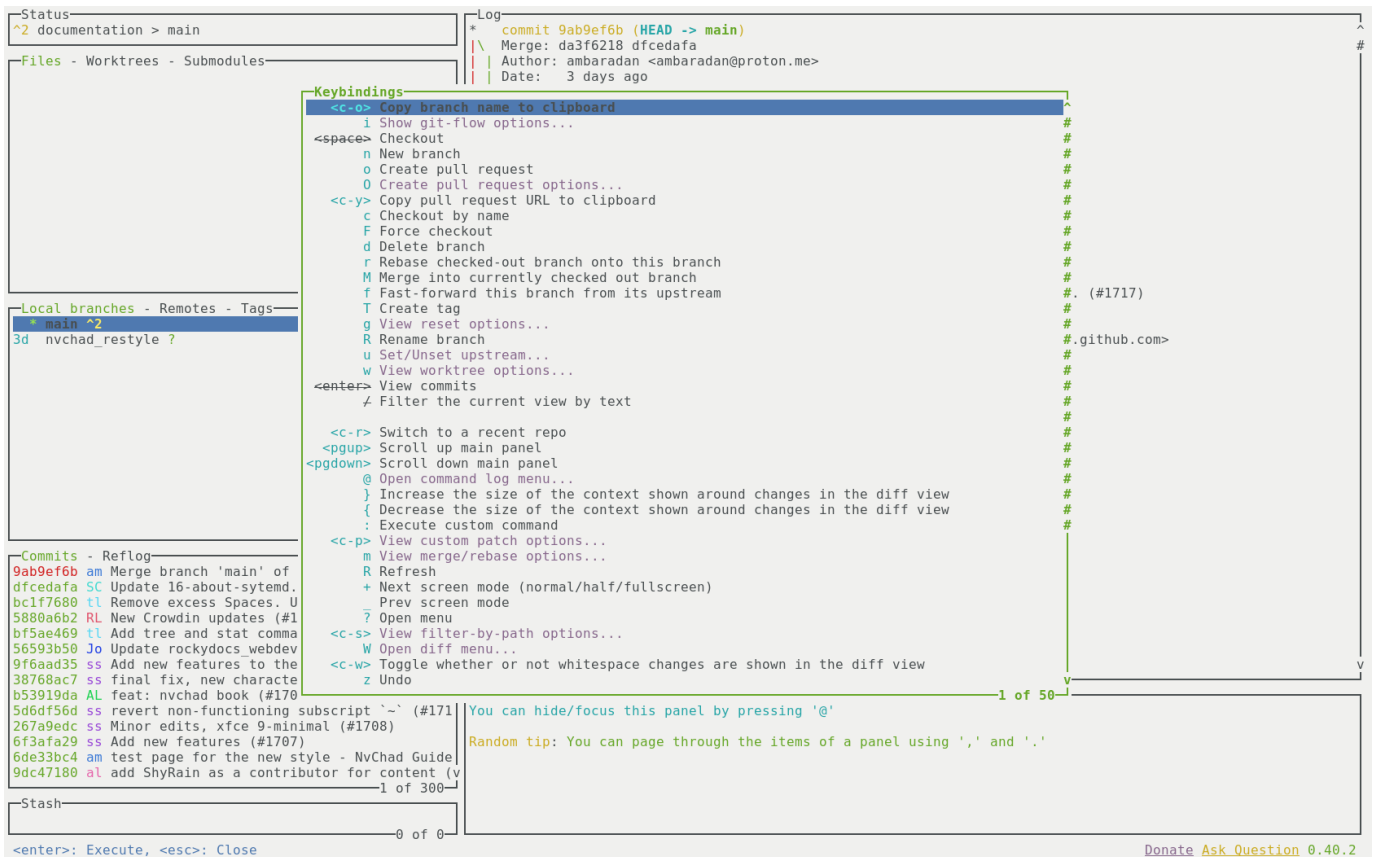 Status
^2 documentation > main
Files - Worktrees - Submodules
Local branches - Remotes - Tags
* main ^2
3d nvchad_restyle ?
Commits - Reflog
9ab9ef6b am Merge branch 'main' of
dfcedafa SC Update 16-about-sytemd.
bc1f7680 tl Remove excess Spaces. U
5880a6b2 RL New Crowdin updates (#1
bf5ae469 tl Add tree and stat comma
56593b50 Jo Update rockydocs_webdev
9f6aad35 ss Add new features to the
38768ac7 ss final fix, new characte
b53919da AL feat: nvchad book (#170
5d6df56d ss revert non-functioning subscript `~` (#171
267a9edc ss Minor edits, xfce 9-minimal (#1708)
6f3afa29 ss Add new features (#1707)
6de33bc4 am test page for the new style - NvChad Guide
9dc47180 al add ShyRain as a contributor for content (v
1 of 300
Stash
0 of 0
Log
* commit 9ab9ef6b (HEAD -> main)
|\ Merge: da3f6218 dfcedafa
| | Author: ambaradan <ambaradan@proton.me>
| | Date: 3 days ago
Keybindings
<c-o> Copy branch name to clipboard
i Show git-flow options...
<space> Checkout
n New branch
o Create pull request
O Create pull request options...
<c-y> Copy pull request URL to clipboard
c Checkout by name
F Force checkout
d Delete branch
r Rebase checked-out branch onto this branch
M Merge into currently checked out branch
f Fast-forward this branch from its upstream
. (#1717)
T Create tag
g View reset options...
R Rename branch
.github.com>
u Set/Unset upstream...
w View worktree options...
<enter> View commits
/ Filter the current view by text
<c-r> Switch to a recent repo
<pgup> Scroll up main panel
<pgdown> Scroll down main panel
@ Open command log menu...
} Increase the size of the context shown around changes in the diff view
{ Decrease the size of the context shown around changes in the diff view
: Execute custom command
<c-p> View custom patch options...
m View merge/rebase options...
R Refresh
+ Next screen mode (normal/half/fullscreen)
_ Prev screen mode
? Open menu
<c-s> View filter-by-path options...
W Open diff menu...
<c-w> Toggle whether or not whitespace changes are shown in the diff view
z Undo
1 of 50
You can hide/focus this panel by pressing '@'
Random tip: You can page through the items of a panel using ',' and '.'
<enter>: Execute, <esc>: Close
Donate Ask Question 0.40.2